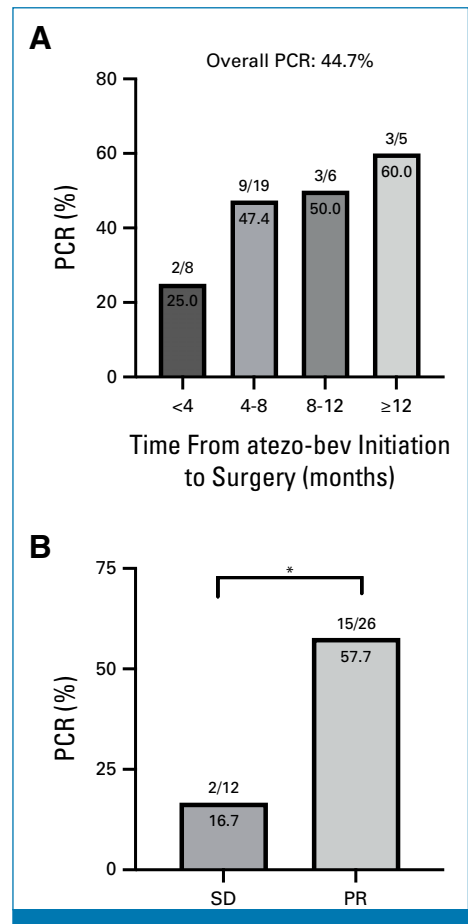 A
Overall PCR: 44.7%
80
60
40
20
0
PCR (%)
2/8
25.0
9/19
47.4
3/6
50.0
3/5
60.0
<4 4-8 8-12 ≥12
Time From atezo-bev Initiation
to Surgery (months)
B
75
50
25
0
PCR (%)
*
2/12
16.7
15/26
57.7
SD PR